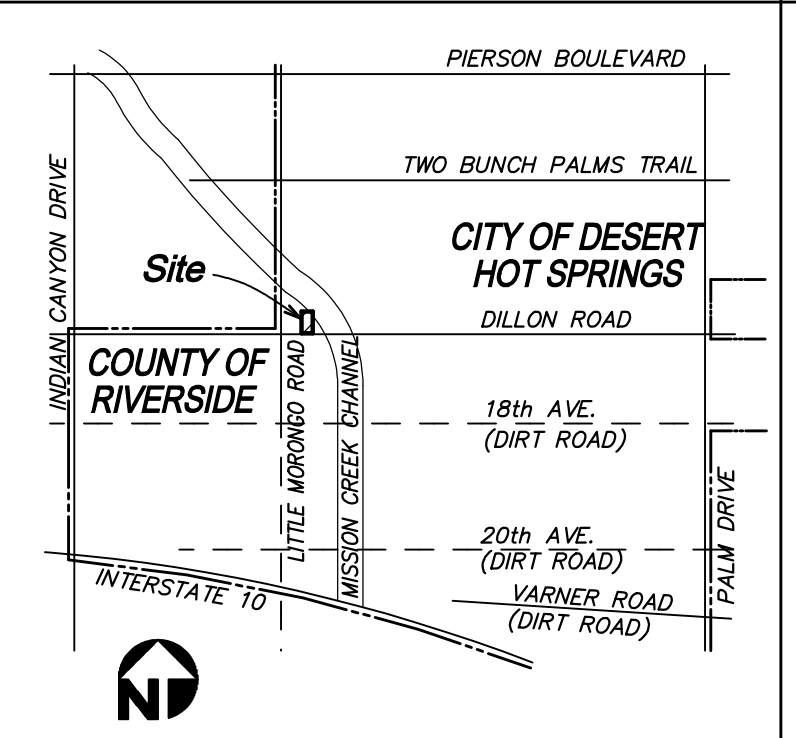 PIERSON BOULEVARD
TWO BUNCH PALMS TRAIL
INDIAN CANYON DRIVE
CITY OF DESERT
HOT SPRINGS
Site
DILLON ROAD
COUNTY OF
RIVERSIDE
LITTLE MORONGO ROAD
MISSION CREEK CHANNEL
18th AVE.
(DIRT ROAD)
20th AVE.
(DIRT ROAD)
PALM DRIVE
INTERSTATE 10
VARNER ROAD
(DIRT ROAD)
N